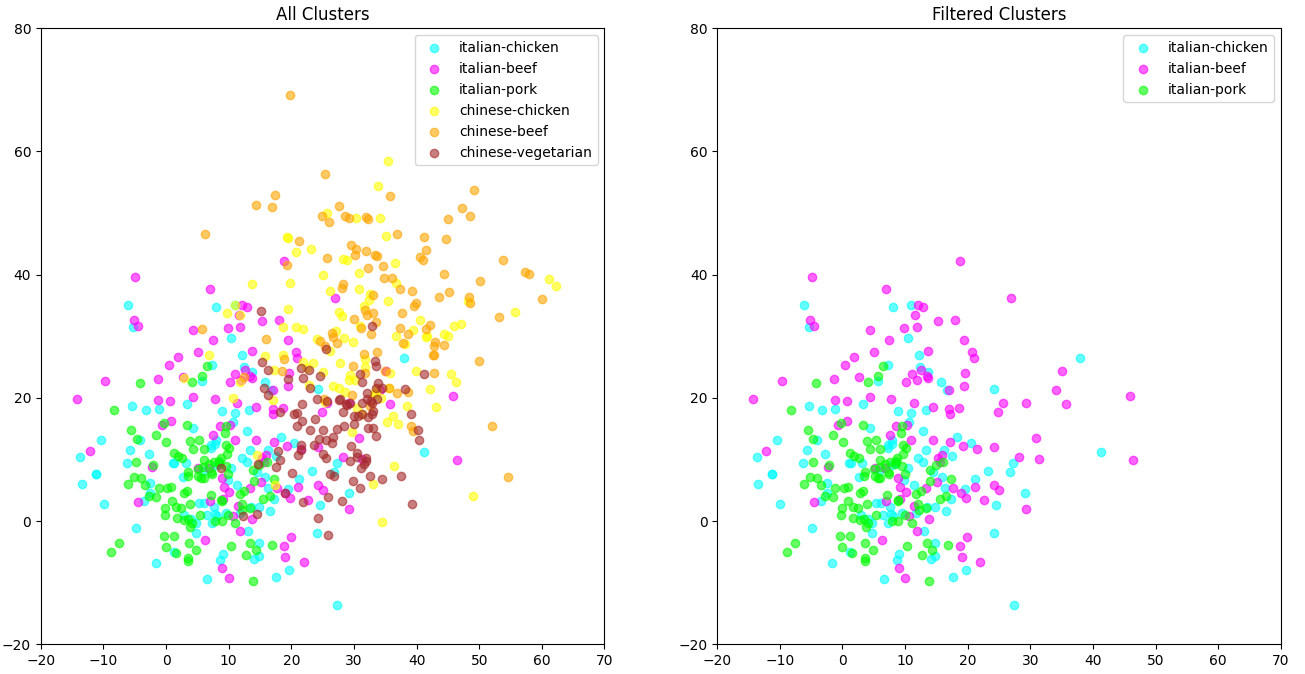 All Clusters
80
60
40
20
0
−20
−20 −10 0 10 20 30 40 50 60 70
italian-chicken
italian-beef
italian-pork
chinese-chicken
chinese-beef
chinese-vegetarian
Filtered Clusters
80
60
40
20
0
−20
−20 −10 0 10 20 30 40 50 60 70
italian-chicken
italian-beef
italian-pork